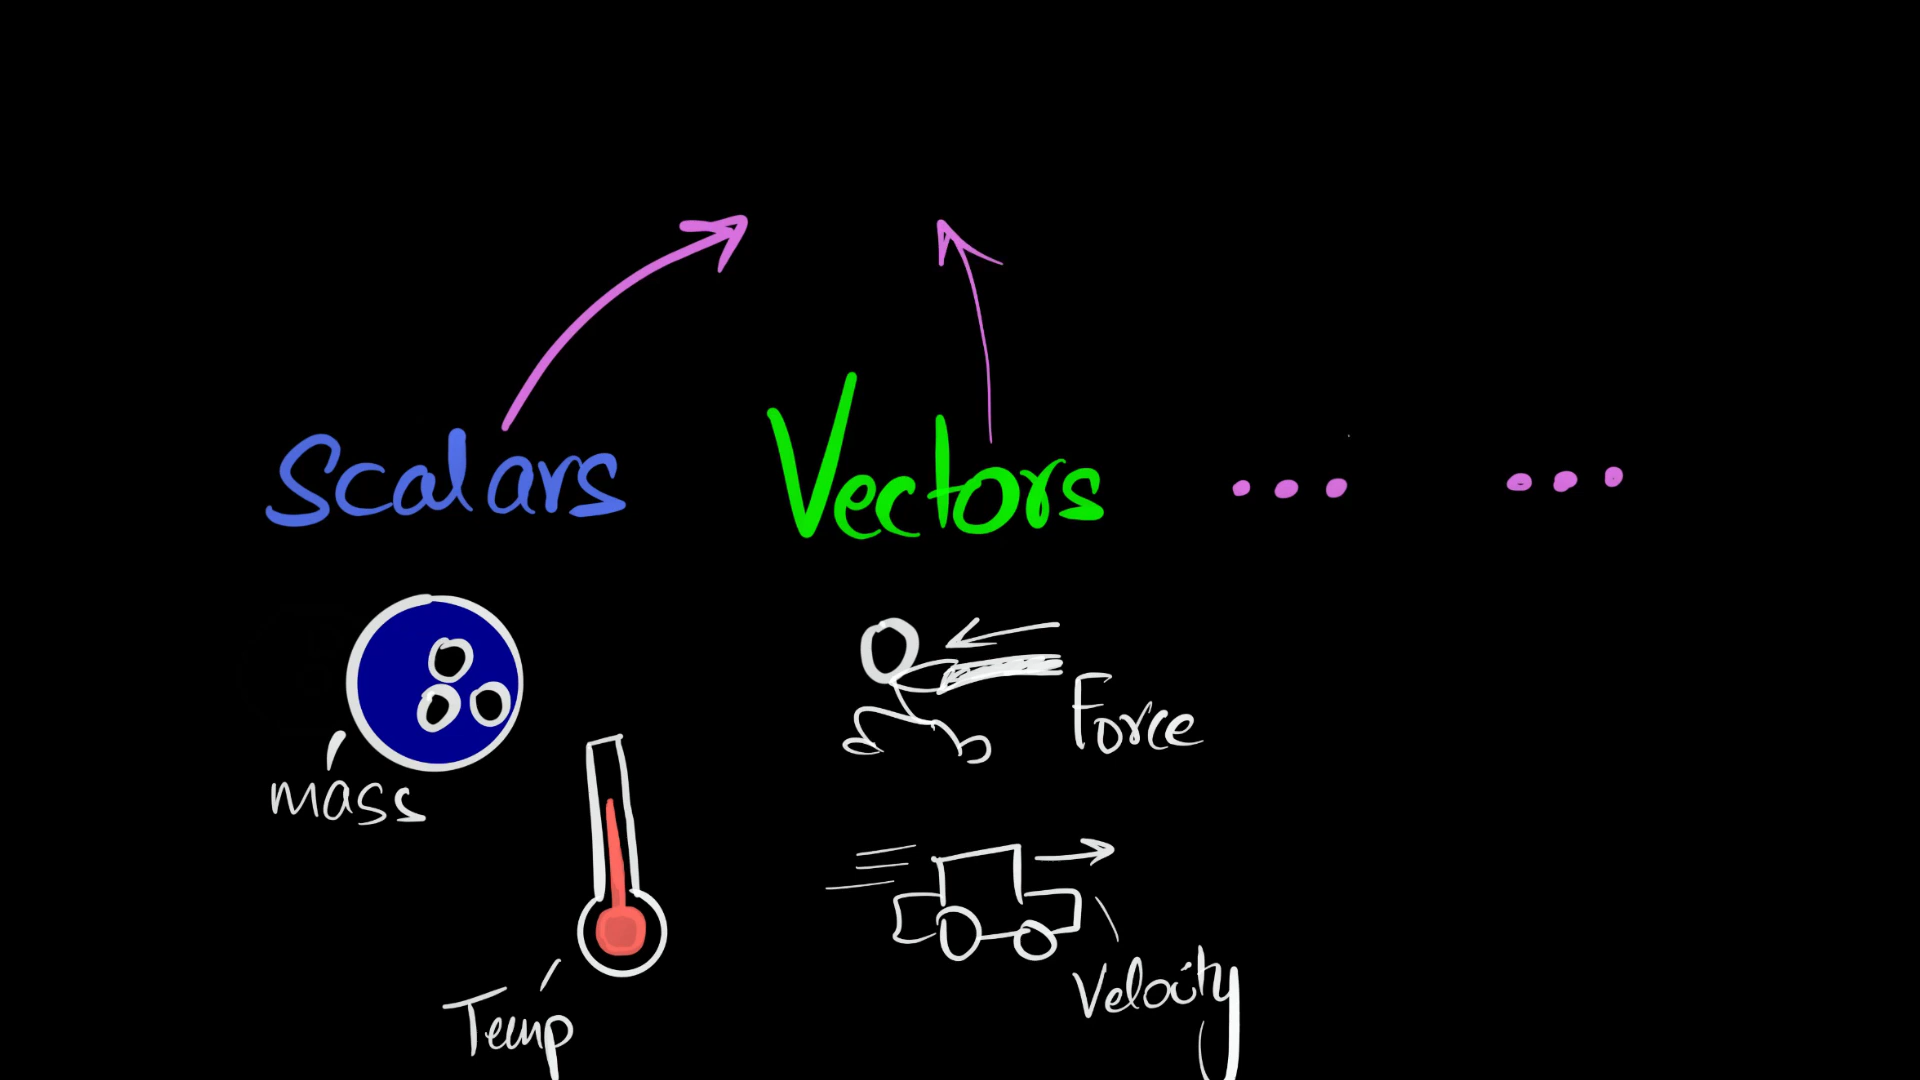 Scalars Vectors ... ...
mass
Force
Temp
Velocity